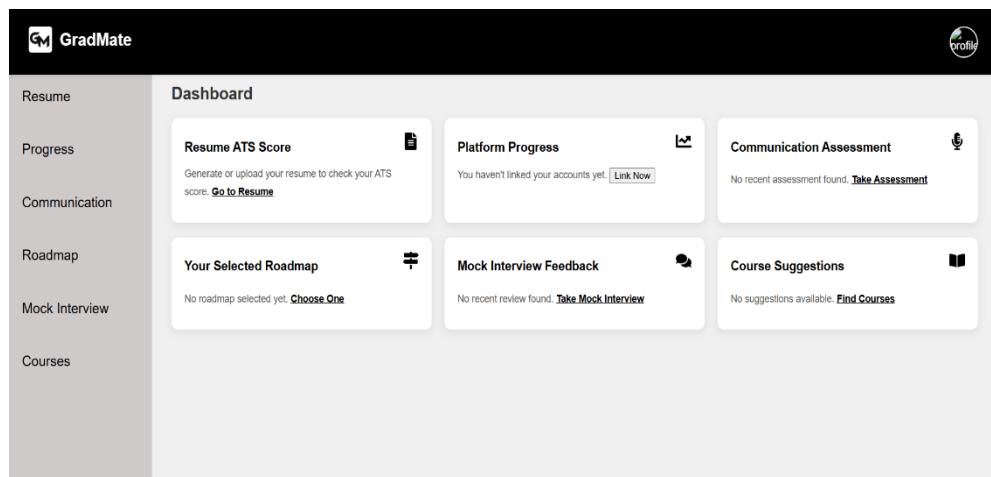 GM GradMate
profile
Resume
Progress
Communication
Roadmap
Mock Interview
Courses
Dashboard
Resume ATS Score
Generate or upload your resume to check your ATS
score. Go to Resume
Platform Progress
You haven't linked your accounts yet. Link Now
Communication Assessment
No recent assessment found. Take Assessment
Your Selected Roadmap
No roadmap selected yet. Choose One
Mock Interview Feedback
No recent review found. Take Mock Interview
Course Suggestions
No suggestions available. Find Courses